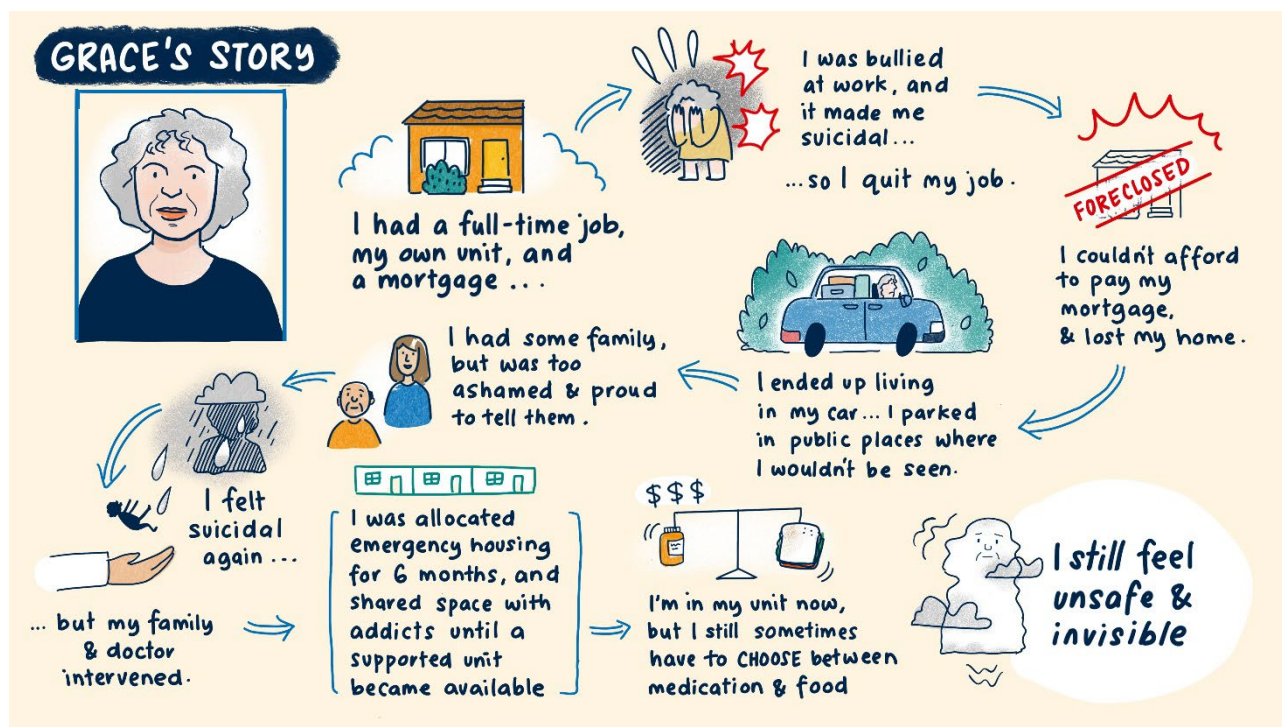 GRACE'S STORY
I had a full-time job,
my own unit, and
a mortgage ...
I was bullied
at work, and
it made me
suicidal...
...so I quit my job.
FORECLOSED
I couldn't afford
to pay my
mortgage,
& lost my home.
I ended up living
in my car... I parked
in public places where
I wouldn't be seen.
I had some family,
but was too
ashamed & proud
to tell them.
I felt
suicidal
again ...
... but my family
& doctor
intervened.
I was allocated
emergency housing
for 6 months, and
shared space with
addicts until a
supported unit
became available
$$$
I'm in my unit now,
but I still sometimes
have to CHOOSE between
medication & food
I still feel
unsafe &
invisible